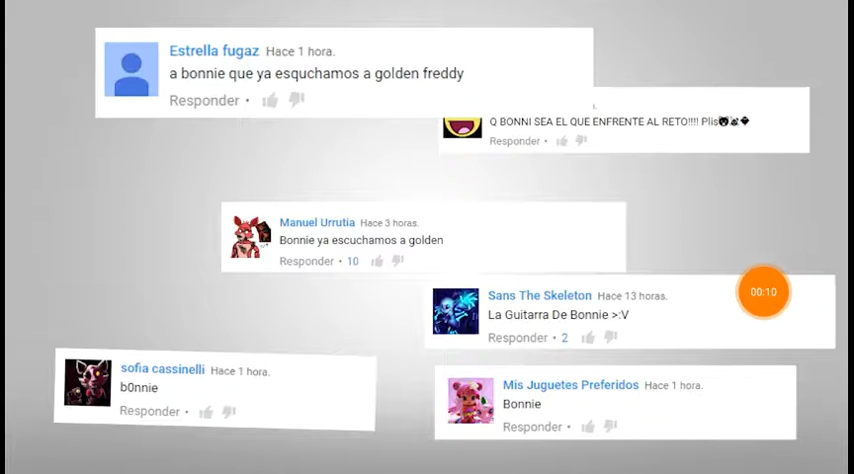 Estrella fugaz Hace 1 hora.
a bonnie que ya esquchamos a golden freddy
Responder •
Q BONNI SEA EL QUE ENFRENTE AL RETO!!!! Plis
Responder •
Manuel Urrutia Hace 3 horas.
Bonnie ya escuchamos a golden
Responder • 10
Sans The Skeleton Hace 13 horas.
La Guitarra De Bonnie >:V
Responder • 2
00:10
sofia cassinelli Hace 1 hora.
b0nnie
Responder •
Mis Juguetes Preferidos Hace 1 hora.
Bonnie
Responder •